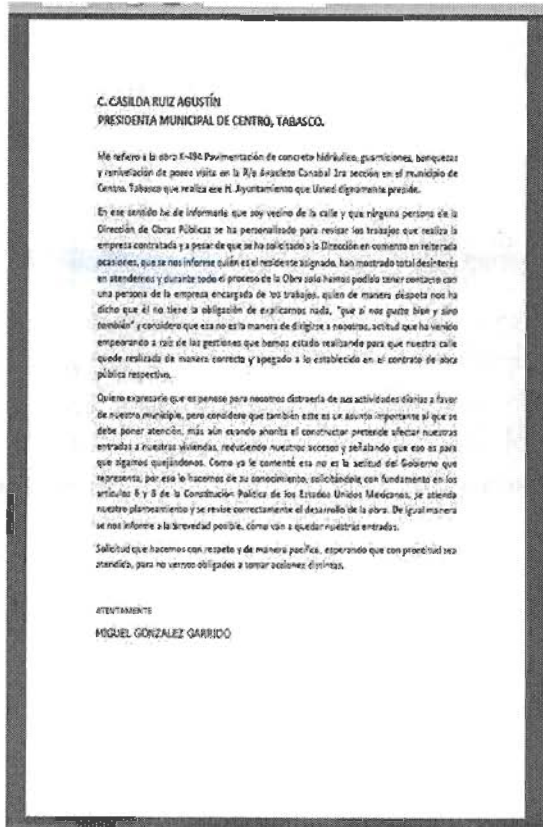 C. CASILDA RUIZ AGUSTÍN
PRESIDENTA MUNICIPAL DE CENTRO, TABASCO.
Me refiero a la obra K-494 Pavimentación de concreto hidráulico, guarniciones, banquetas
y renivelación de pozos visita en la R/a Anacleto Canabal 1ra sección en el municipio de
Centro, Tabasco que realiza ese H. Ayuntamiento que Usted dignamente preside.
En ese sentido he de informarle que soy vecino de la calle y que ninguna persona de la
Dirección de Obras Públicas se ha personalizado para revisar los trabajos que realiza la
empresa contratada y a pesar de que se ha solicitado a la Dirección en comento en reiterada
ocasiones, que se nos informe quién es el residente asignado, han mostrado total desinterés
en atendernos y durante todo el proceso de la Obra solo hemos podido tener contacto con
una persona de la empresa encargada de los trabajos, quien de manera déspota nos ha
dicho que él no tiene la obligación de explicarnos nada, "que si nos gusta bien y sino
también" y considero que esa no es la manera de dirigirse a nosotros, actitud que ha venido
empeorando a raíz de las gestiones que hemos estado realizando para que nuestra calle
quede realizada de manera correcta y apegado a lo establecido en el contrato de obra
pública respectivo.
Quiero expresarle que es penoso para nosotros distraerla de sus actividades diarias a favor
de nuestro municipio, pero considero que también este es un asunto importante al que se
debe poner atención, más aún cuando ahorita el constructor pretende afectar nuestras
entradas a nuestras viviendas, reduciendo nuestros accesos y señalando que eso es para
que sigamos quejándonos. Como ya le comenté esa no es la actitud del Gobierno que
representa, por eso lo hacemos de su conocimiento, solicitándole con fundamento en los
artículos 6 y 8 de la Constitución Política de los Estados Unidos Mexicanos, se atienda
nuestro planteamiento y se revise correctamente el desarrollo de la obra. De igual manera
se nos informe a la brevedad posible, cómo van a quedar nuestras entradas.
Solicitud que hacemos con respeto y de manera pacífica, esperando que con prontitud sea
atendida, para no vernos obligados a tomar acciones distintas.
ATENTAMENTE
MIGUEL GONZALEZ GARRIDO